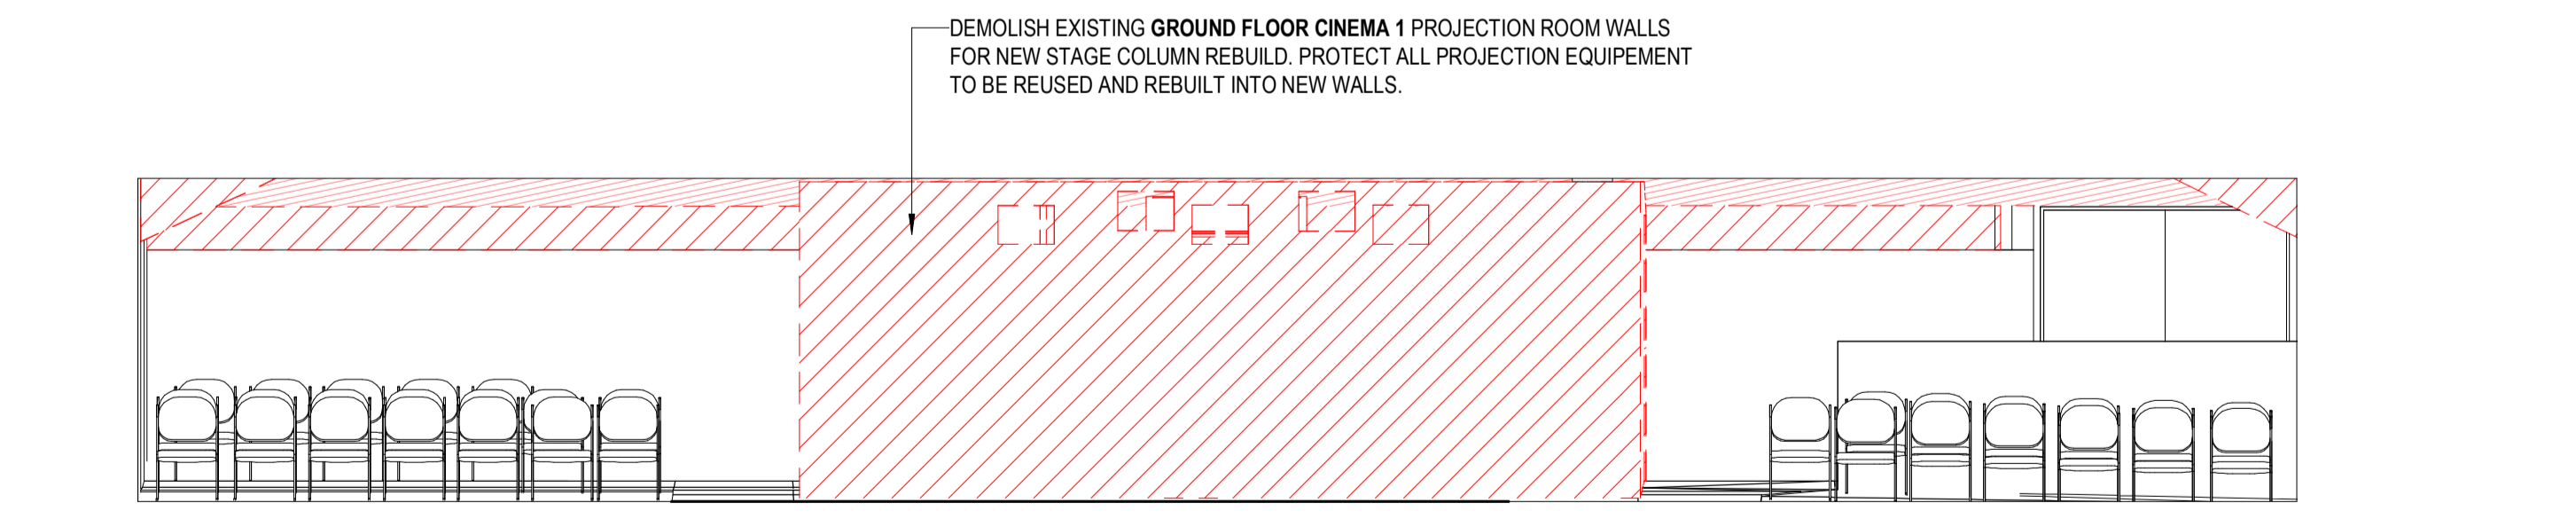 DEMOLISH EXISTING GROUND FLOOR CINEMA 1 PROJECTION ROOM WALLS
FOR NEW STAGE COLUMN REBUILD. PROTECT ALL PROJECTION EQUIPEMENT
TO BE REUSED AND REBUILT INTO NEW WALLS.